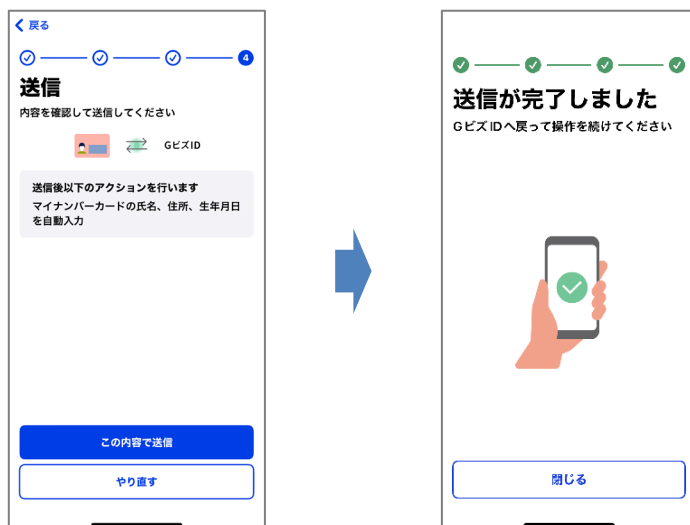 戻る
4
送信
内容を確認して送信してください
GビズID
送信後以下のアクションを行います
マイナンバーカードの氏名、住所、生年月日
を自動入力
この内容で送信
やり直す
送信が完了しました
GビズIDへ戻って操作を続けてください
閉じる